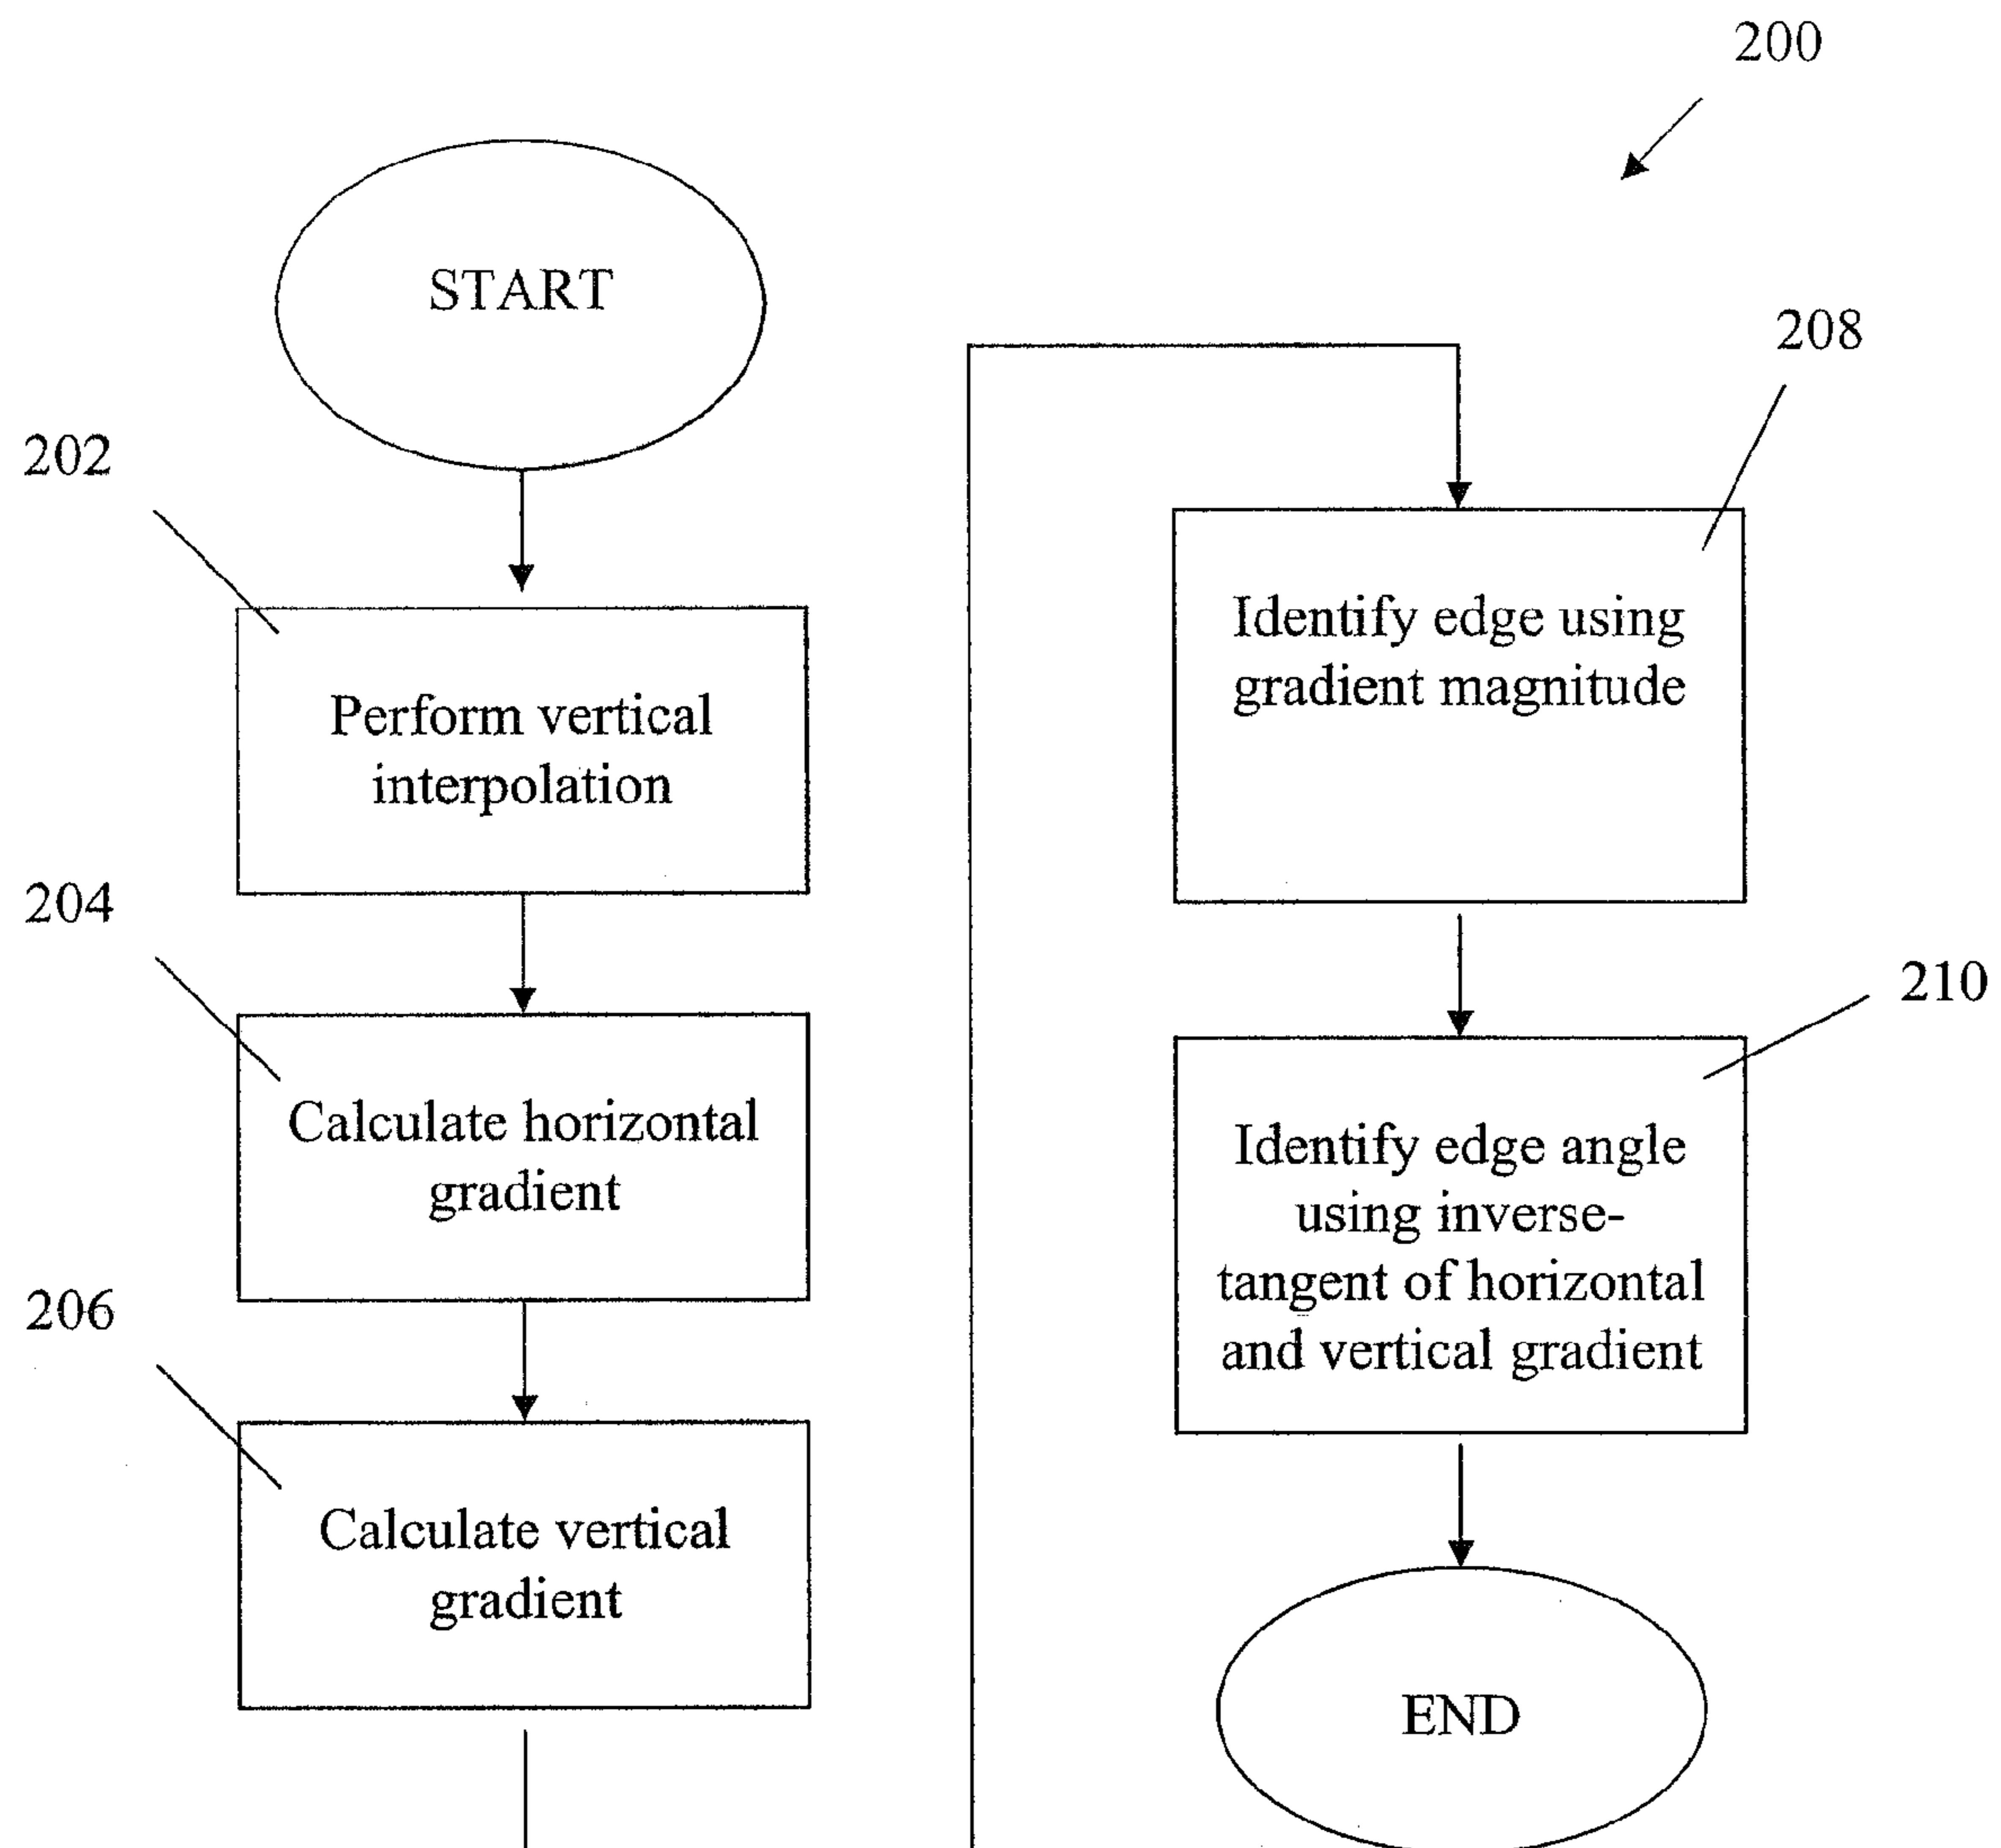 200
START
202
Perform vertical
interpolation
204
Calculate horizontal
gradient
206
Calculate vertical
gradient
208
Identify edge using
gradient magnitude
210
Identify edge angle
using inverse-
tangent of horizontal
and vertical gradient
END